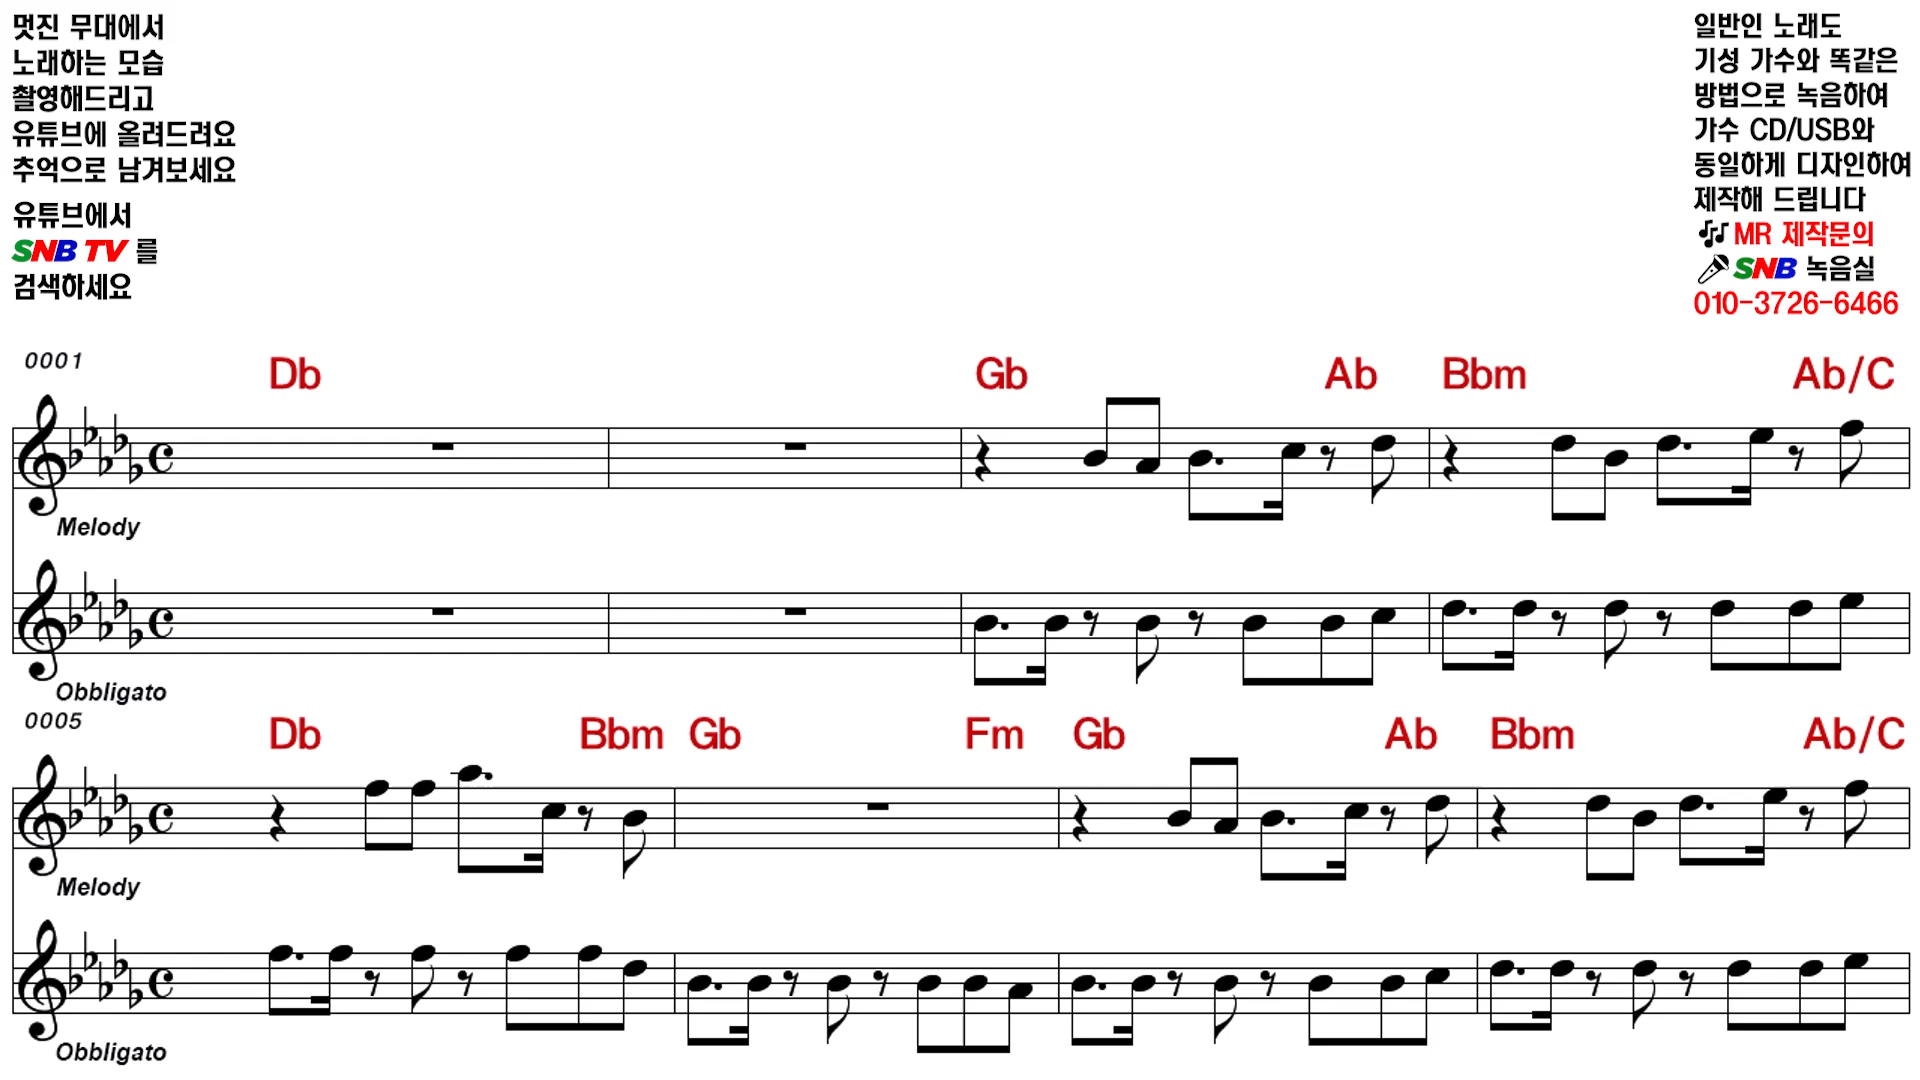 멋진 무대에서
노래하는 모습
촬영해드리고
유튜브에 올려드려요
추억으로 남겨보세요
유튜브에서
SNB TV 를
검색하세요
일반인 노래도
기성 가수와 똑같은
방법으로 녹음하여
가수 CD/USB와
동일하게 디자인하여
제작해 드립니다
MR 제작문의
SNB 녹음실
010-3726-6466
0001
Db Gb Ab Bbm Ab/C
Melody
Obbligato
0005
Db Bbm Gb Fm Gb Ab Bbm Ab/C
Melody
Obbligato